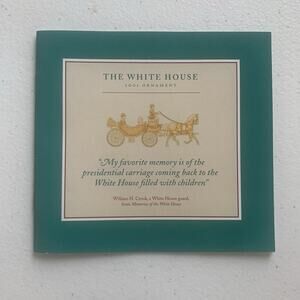 THE WHITE HOUSE
2001 ORNAMENT
"My favorite memory is of the
presidential carriage coming back to the
White House filled with children"
William H. Crook, a White House guard,
from Memories of the White House